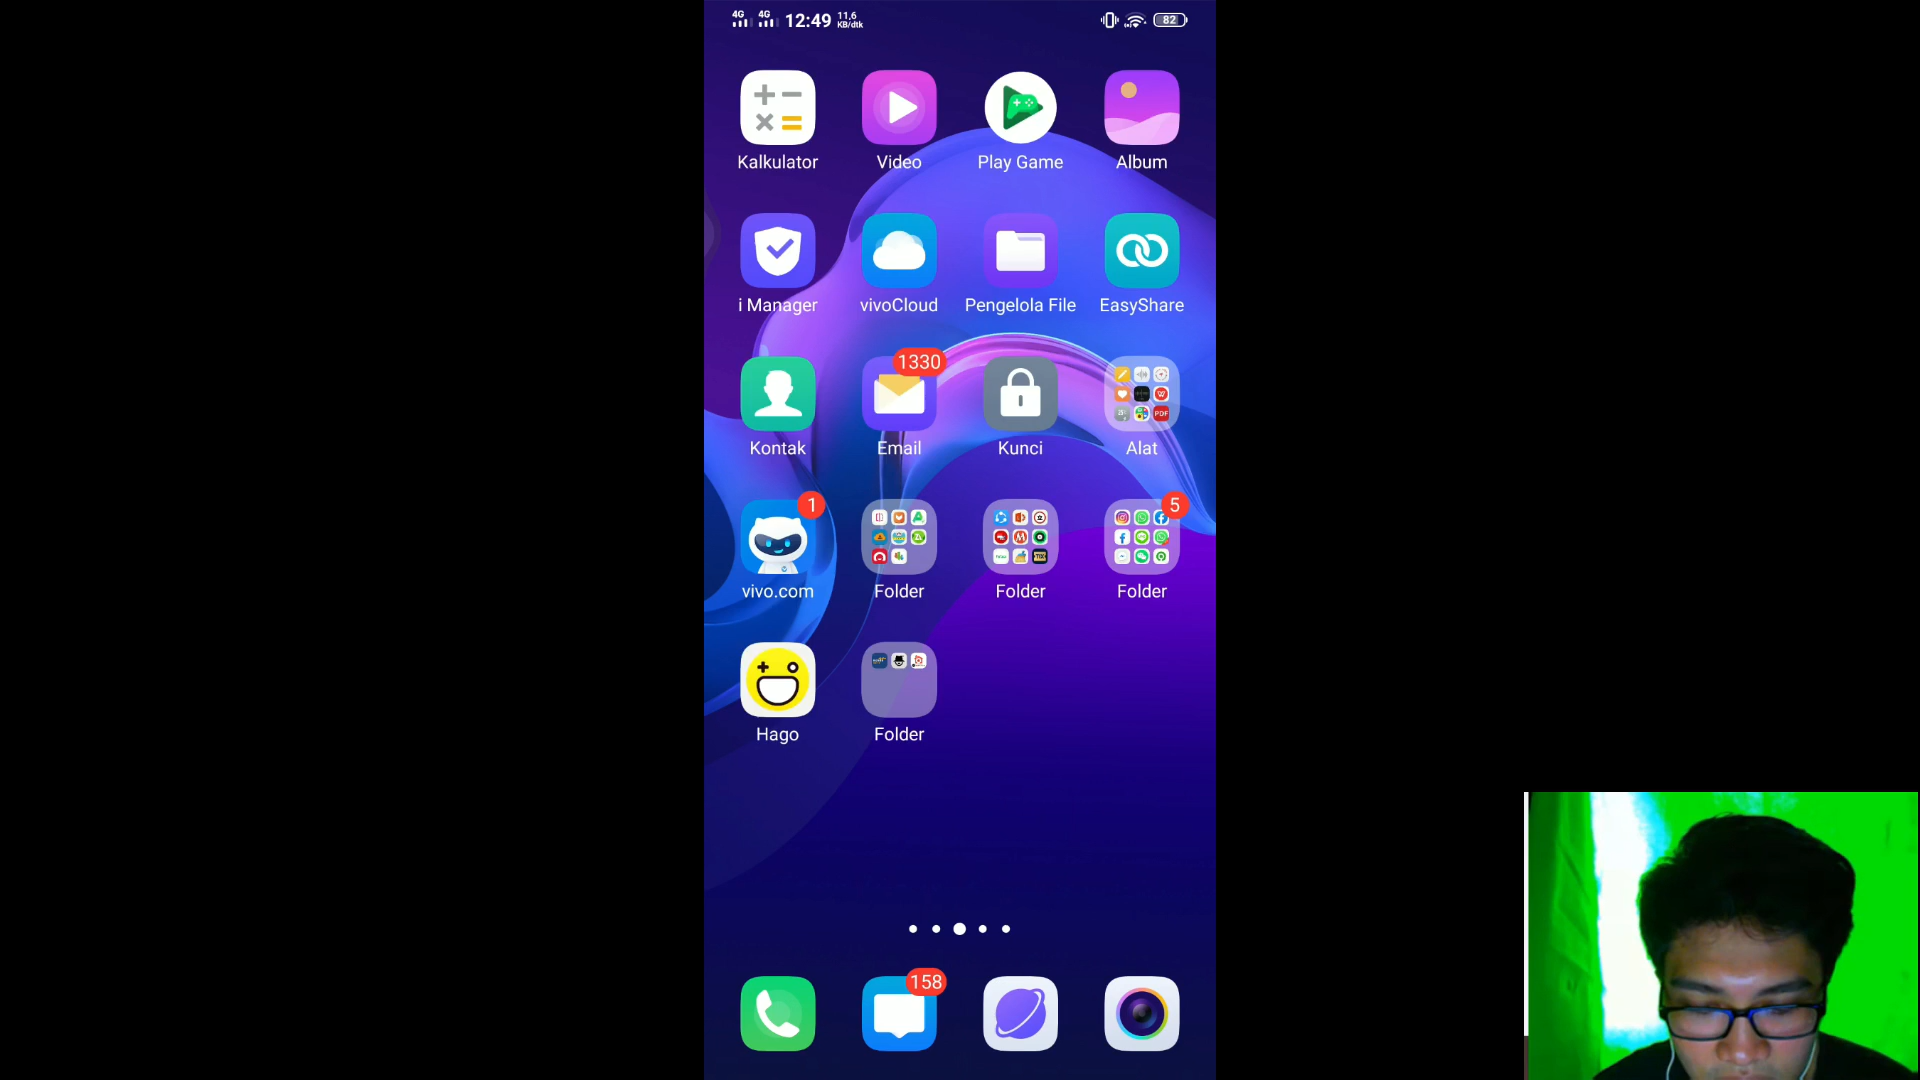 4G 4G 12:49 11,6 KB/dtk 82
Kalkulator Video Play Game Album
i Manager vivoCloud Pengelola File EasyShare
1330
Kontak Email Kunci Alat
PDF
1 5
vivo.com Folder Folder Folder
Hago Folder
158